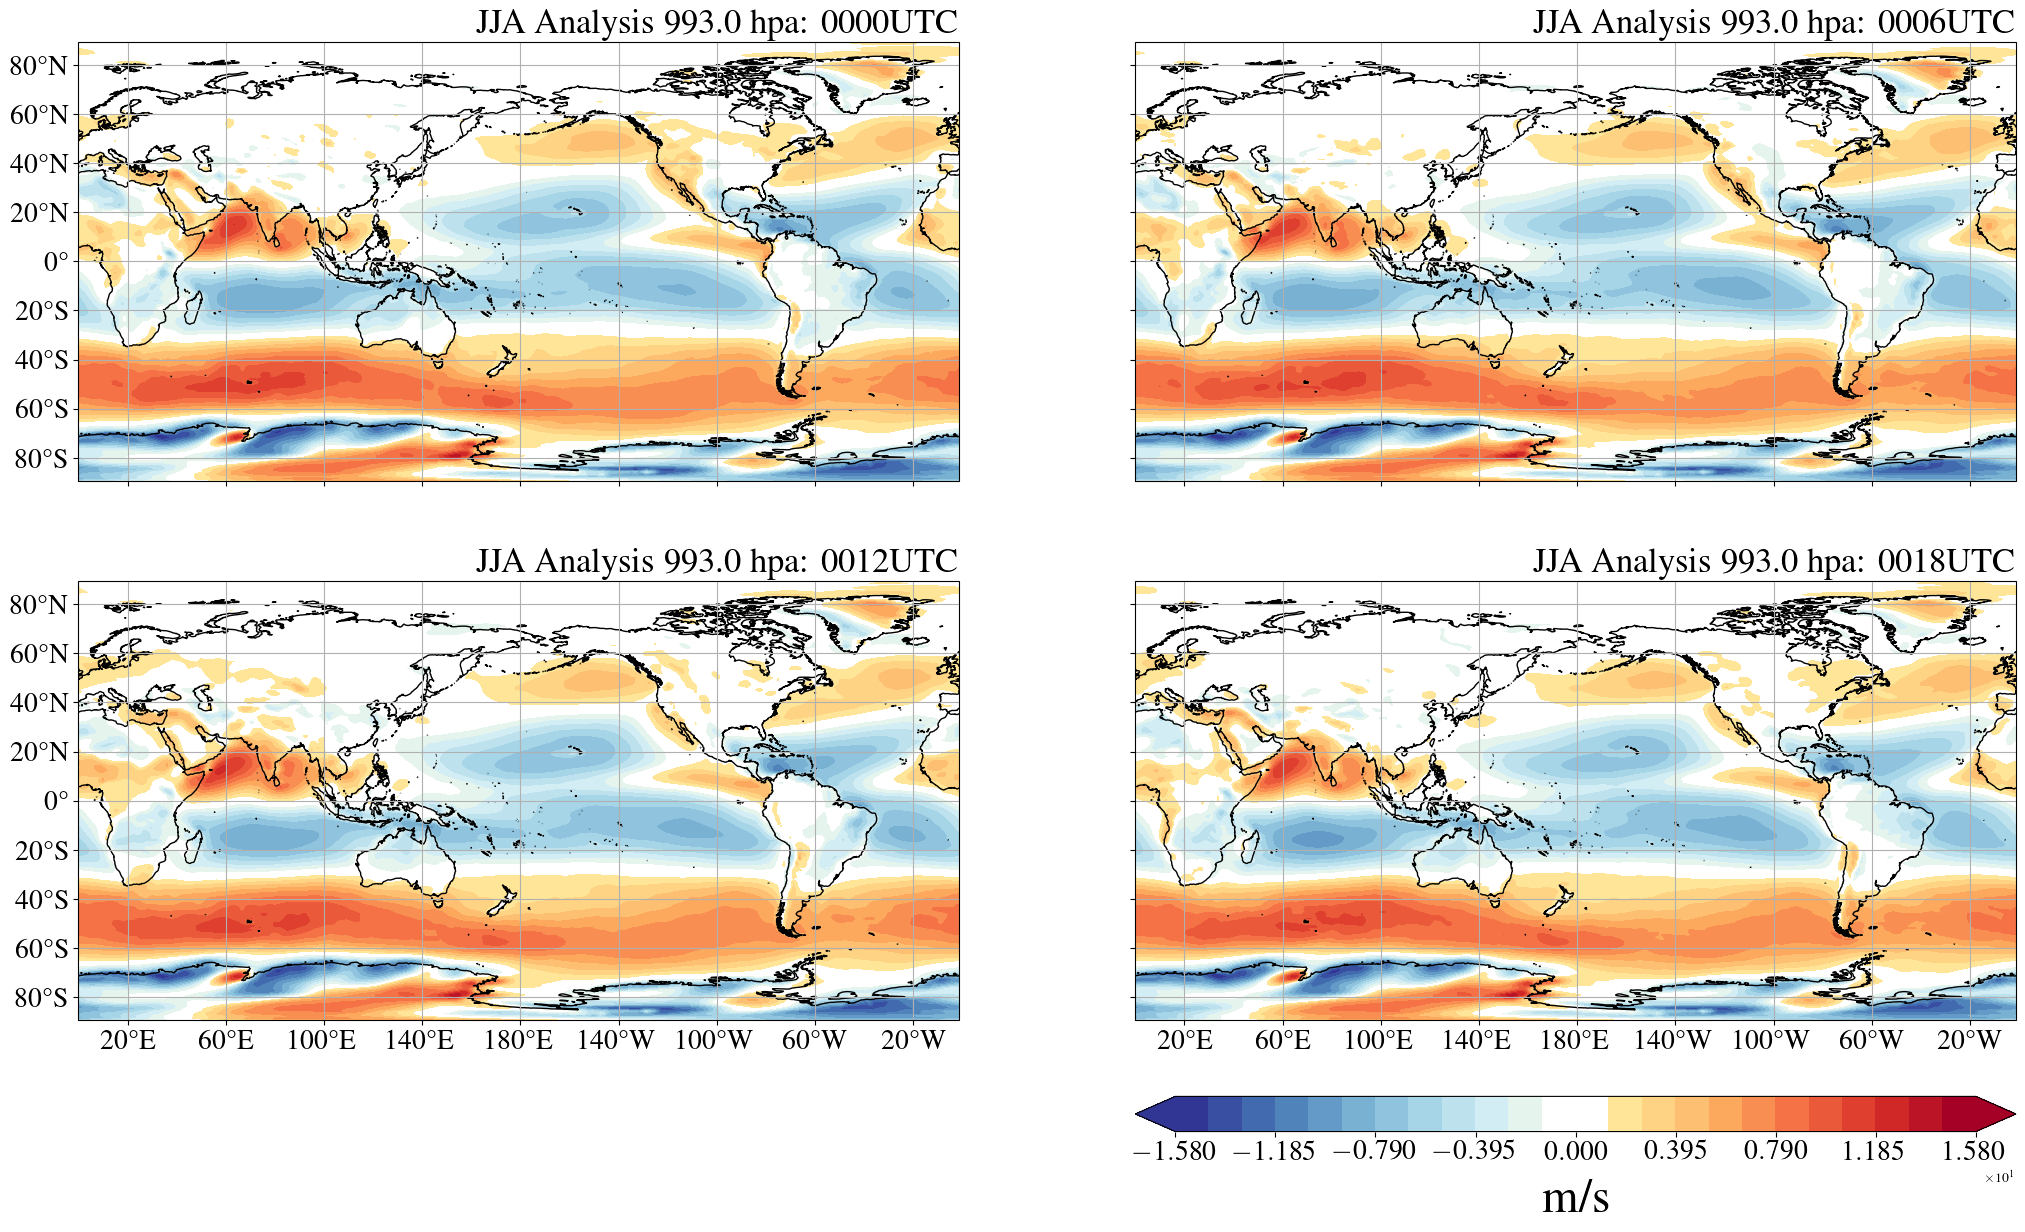 JJA Analysis 993.0 hpa: 0000UTC
JJA Analysis 993.0 hpa: 0006UTC
80°N
60°N
40°N
20°N
0°
20°S
40°S
60°S
80°S
JJA Analysis 993.0 hpa: 0012UTC
JJA Analysis 993.0 hpa: 0018UTC
80°N
60°N
40°N
20°N
0°
20°S
40°S
60°S
80°S
20°E 60°E 100°E 140°E 180°E 140°W 100°W 60°W 20°W
20°E 60°E 100°E 140°E 180°E 140°W 100°W 60°W 20°W
−1.580 −1.185 −0.790 −0.395 0.000 0.395 0.790 1.185 1.580
×10¹
m/s